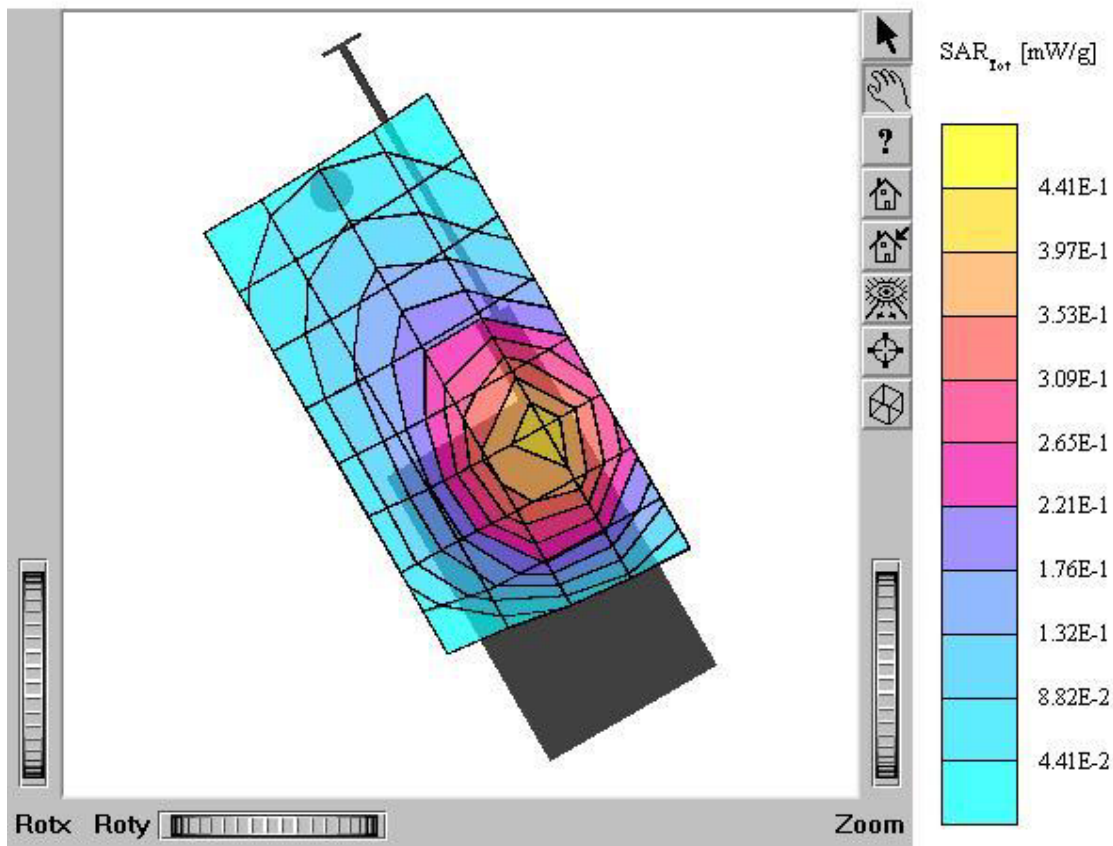 SAR_Tot [mW/g]
?
4.41E-1
3.97E-1
3.53E-1
3.09E-1
2.65E-1
2.21E-1
1.76E-1
1.32E-1
8.82E-2
4.41E-2
Rotx Roty Zoom